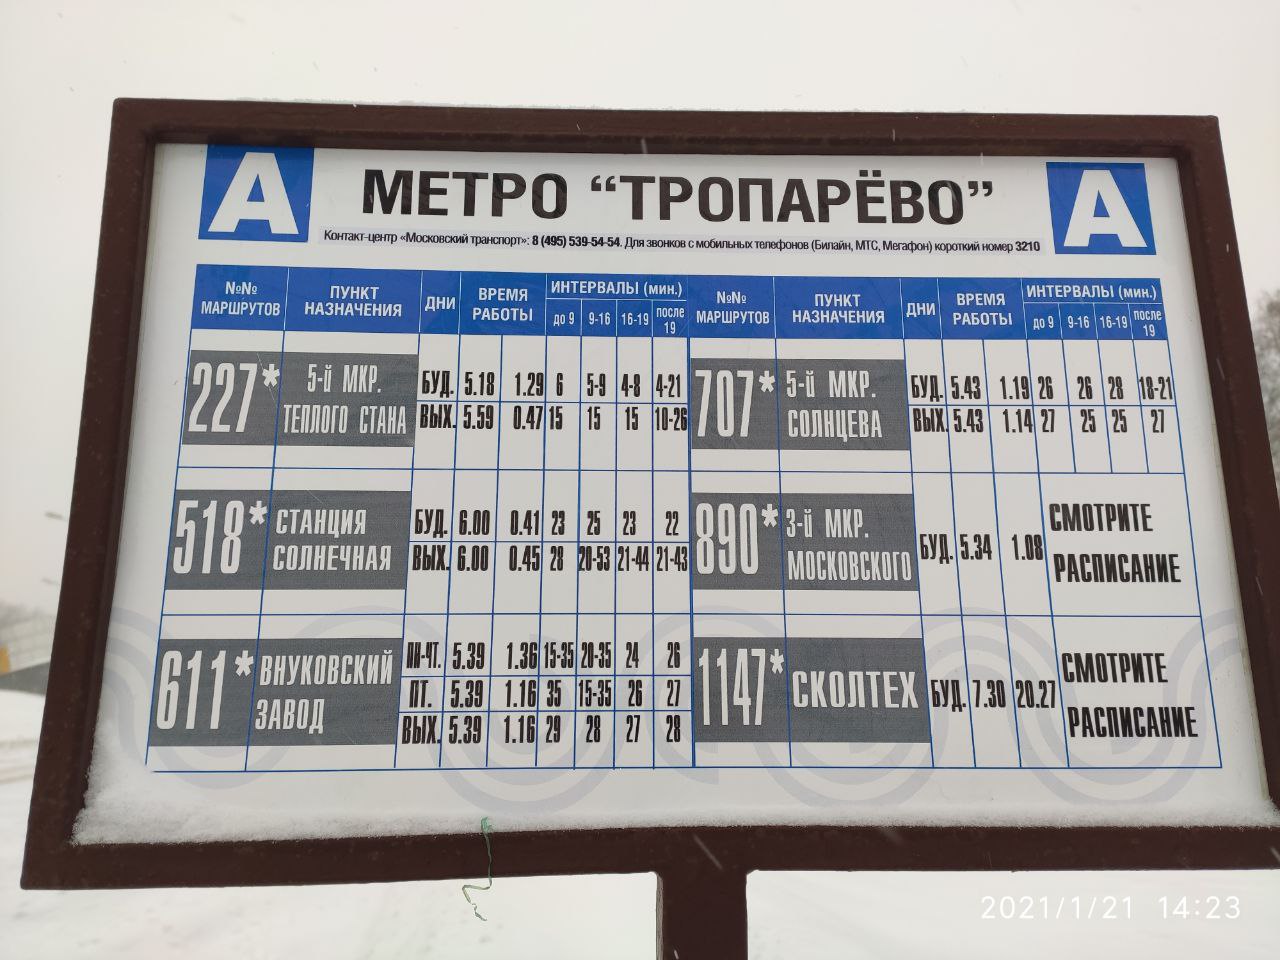 А МЕТРО “ТРОПАРЁВО” А
Контакт-центр «Московский транспорт»: 8 (495) 539-54-54. Для звонков с мобильных телефонов (Билайн, МТС, Мегафон) короткий номер 3210
№№ МАРШРУТОВ ПУНКТ НАЗНАЧЕНИЯ ДНИ ВРЕМЯ РАБОТЫ ИНТЕРВАЛЫ (мин.)
до 9 9-16 16-19 после 19
227* 5-й МКР. ТЕПЛОГО СТАНА
БУД. 5.18 1.29 6 5-9 4-8 4-21
ВЫХ. 5.59 0.47 15 15 15 10-26
518* СТАНЦИЯ СОЛНЕЧНАЯ
БУД. 6.00 0.41 23 25 23 22
ВЫХ. 6.00 0.45 28 20-53 21-44 21-43
611* ВНУКОВСКИЙ ЗАВОД
ПН-ЧТ. 5.39 1.36 15-35 20-35 24 26
ПТ. 5.39 1.16 35 15-35 26 27
ВЫХ. 5.39 1.16 29 28 27 28
№№ МАРШРУТОВ ПУНКТ НАЗНАЧЕНИЯ ДНИ ВРЕМЯ РАБОТЫ ИНТЕРВАЛЫ (мин.)
до 9 9-16 16-19 после 19
707* 5-й МКР. СОЛНЦЕВА
БУД. 5.43 1.19 26 26 28 18-21
ВЫХ. 5.43 1.14 27 25 25 27
890* 3-й МКР. МОСКОВСКОГО
БУД. 5.34 1.08 СМОТРИТЕ РАСПИСАНИЕ
1147* СКОЛТЕХ
БУД. 7.30 20.27 СМОТРИТЕ РАСПИСАНИЕ
2021/1/21 14:23